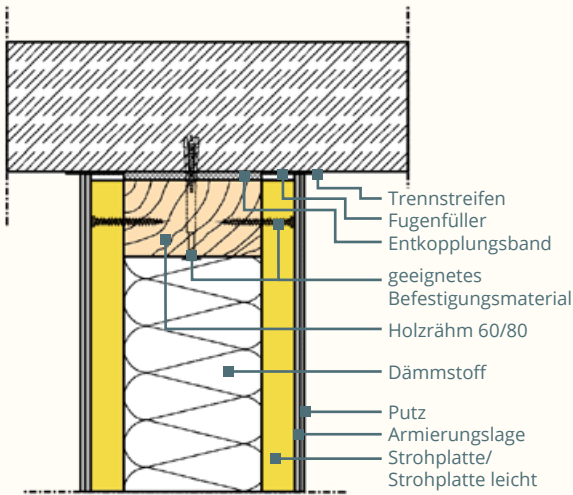 Trennstreifen
Fugenfüller
Entkopplungsband
geeignetes
Befestigungsmaterial
Holzrähm 60/80
Dämmstoff
Putz
Armierungslage
Strohplatte/
Strohplatte leicht